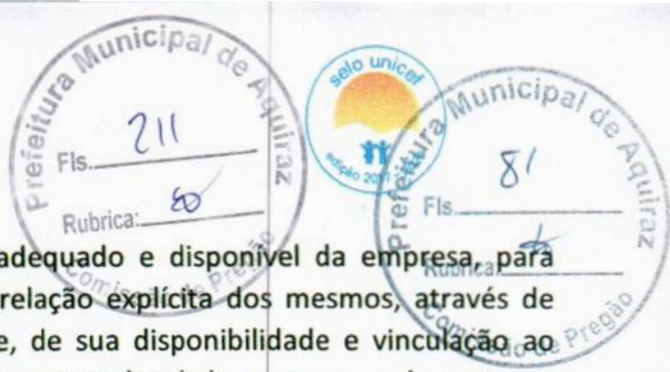 Prefeitura Municipal de Aquiraz
Fls. 211
Rubrica:
Comissão de Pregão
selo unicef
edição 2017
Prefeitura Municipal de Aquiraz
Fls. 81
Rubrica:
Comissão de Pregão
adequado e disponível da empresa, para
relação explícita dos mesmos, através de
e, de sua disponibilidade e vinculação ao